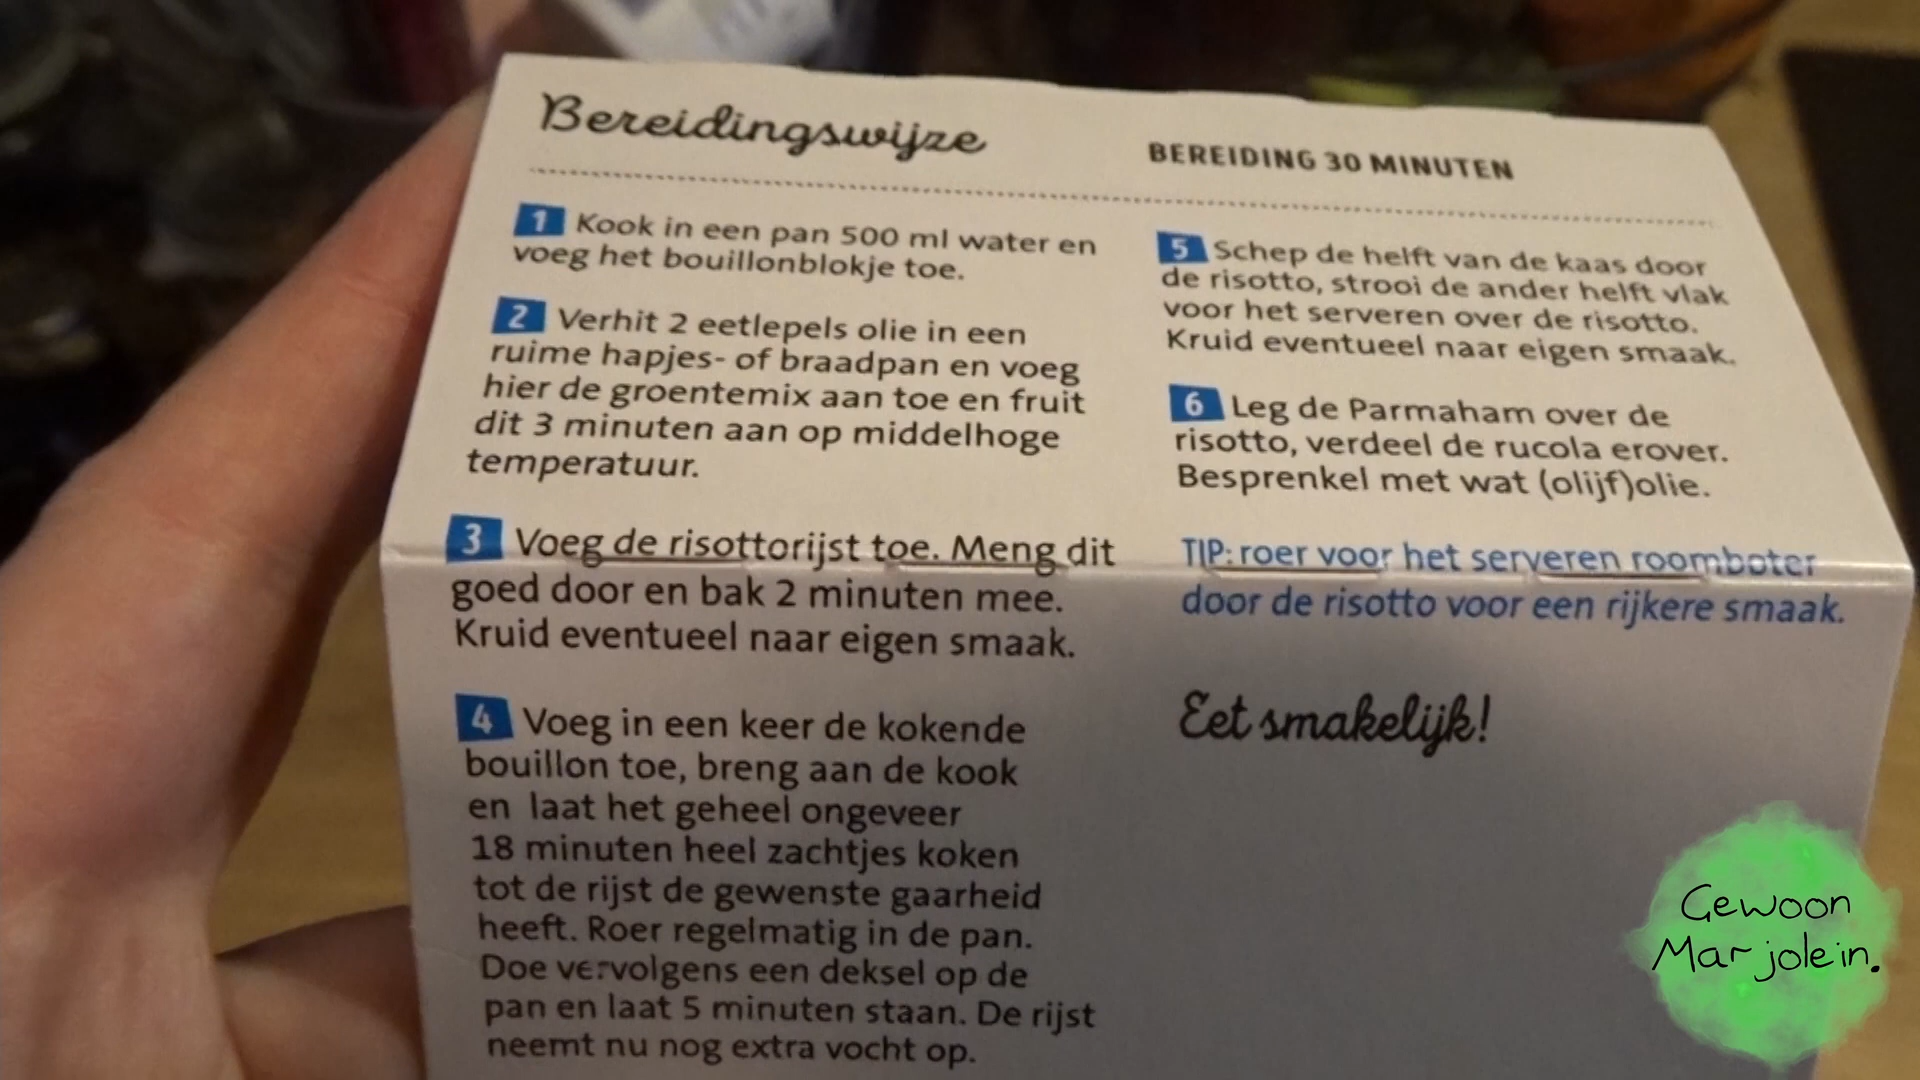 Bereidingswijze
BEREIDING 30 MINUTEN
1 Kook in een pan 500 ml water en
voeg het bouillonblokje toe.
2 Verhit 2 eetlepels olie in een
ruime hapjes- of braadpan en voeg
hier de groentemix aan toe en fruit
dit 3 minuten aan op middelhoge
temperatuur.
3 Voeg de risottorijst toe. Meng dit
goed door en bak 2 minuten mee.
Kruid eventueel naar eigen smaak.
4 Voeg in een keer de kokende
bouillon toe, breng aan de kook
en laat het geheel ongeveer
18 minuten heel zachtjes koken
tot de rijst de gewenste gaarheid
heeft. Roer regelmatig in de pan.
Doe vervolgens een deksel op de
pan en laat 5 minuten staan. De rijst
neemt nu nog extra vocht op.
5 Schep de helft van de kaas door
de risotto, strooi de ander helft vlak
voor het serveren over de risotto.
Kruid eventueel naar eigen smaak.
6 Leg de Parmaham over de
risotto, verdeel de rucola erover.
Besprenkel met wat (olijf)olie.
TIP: roer voor het serveren roomboter
door de risotto voor een rijkere smaak.
Eet smakelijk!
Gewoon
Marjolein.